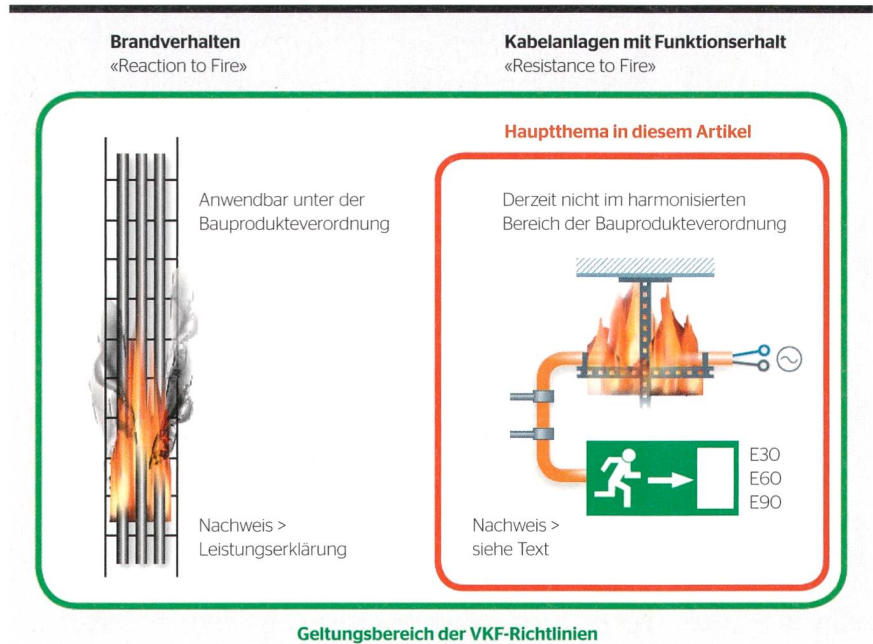 Brandverhalten
«Reaction to Fire»
Kabelanlagen mit Funktionserhalt
«Resistance to Fire»
Hauptthema in diesem Artikel
Anwendbar unter der
Bauprodukteverordnung
Derzeit nicht im harmonisierten
Bereich der Bauprodukteverordnung
E30
E60
E90
Nachweis >
Leistungserklärung
Nachweis >
siehe Text
Geltungsbereich der VKF-Richtlinien